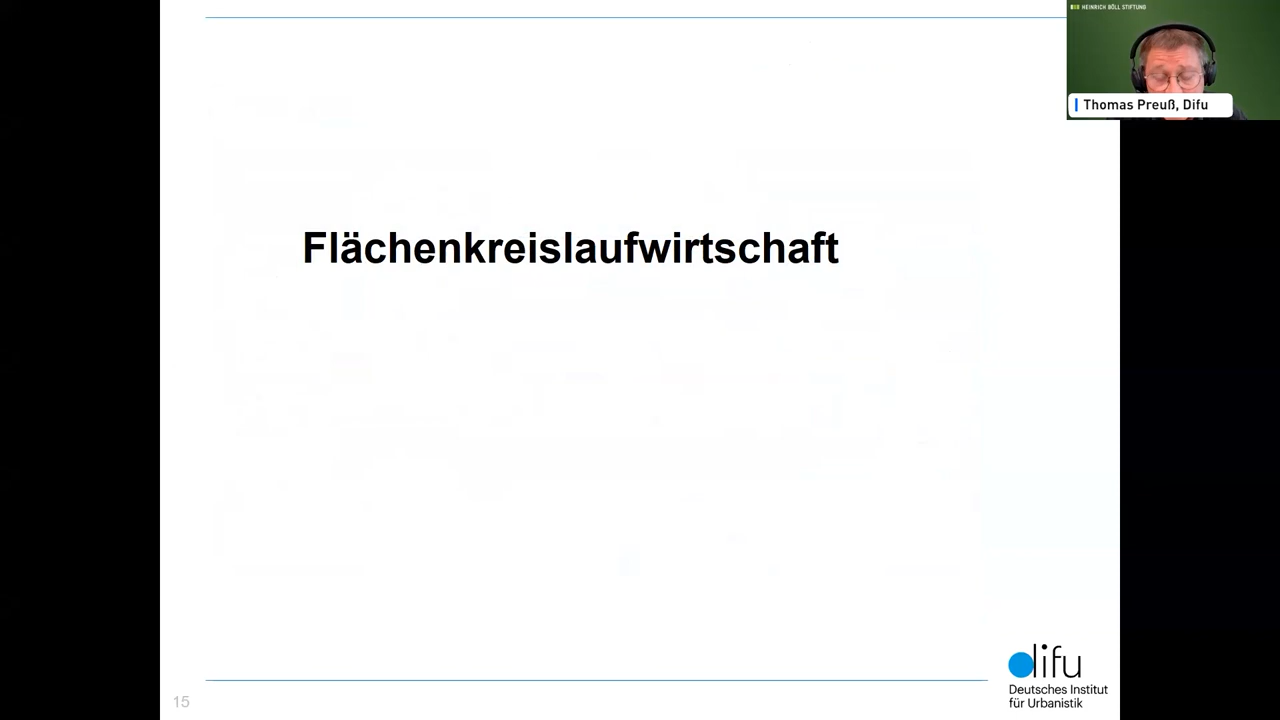 HEINRICH BÖLL STIFTUNG
Thomas Preuß, Difu
Flächenkreislaufwirtschaft
difu
Deutsches Institut
für Urbanistik
15